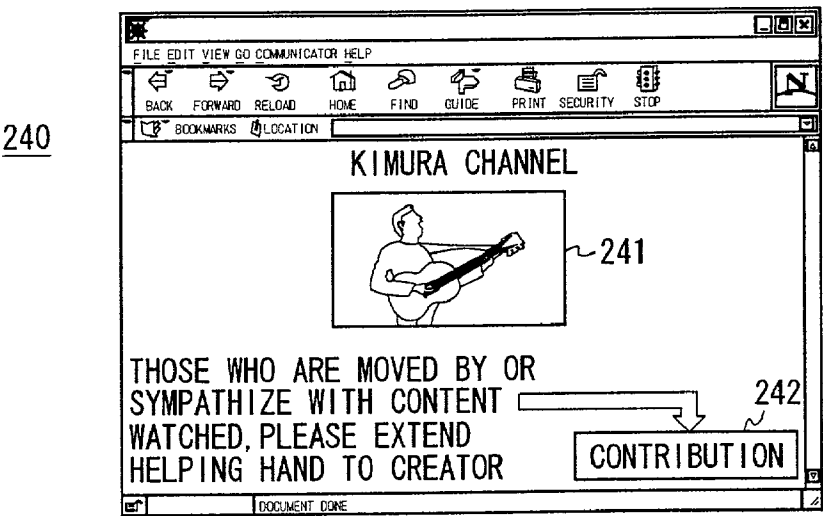 FILE EDIT VIEW GO COMMUNICATOR HELP
N
BACK FORWARD RELOAD HOME FIND GUIDE PRINT SECURITY STOP
BOOKMARKS LOCATION
240
KIMURA CHANNEL
241
THOSE WHO ARE MOVED BY OR
SYMPATHIZE WITH CONTENT
WATCHED, PLEASE EXTEND
HELPING HAND TO CREATOR
242
CONTRIBUTION
DOCUMENT DONE